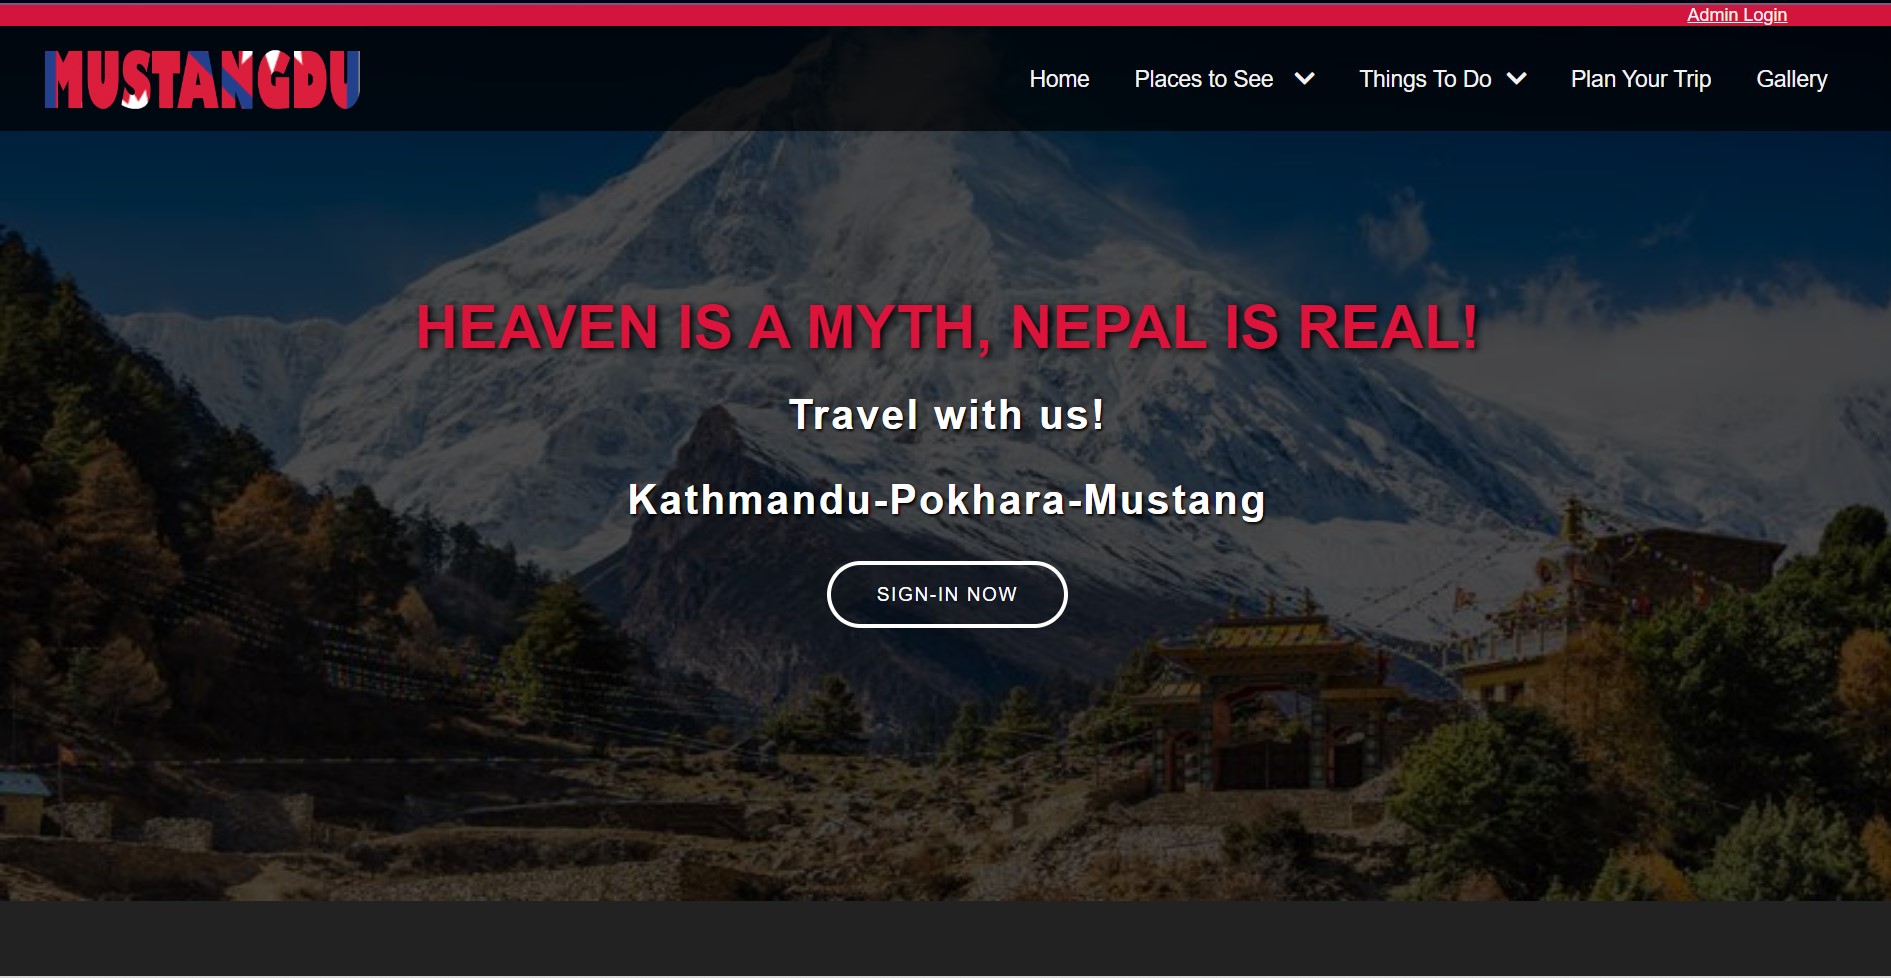 Admin Login
MUSTANGDU
Home Places to See Things To Do Plan Your Trip Gallery
HEAVEN IS A MYTH, NEPAL IS REAL!
Travel with us!
Kathmandu-Pokhara-Mustang
SIGN-IN NOW